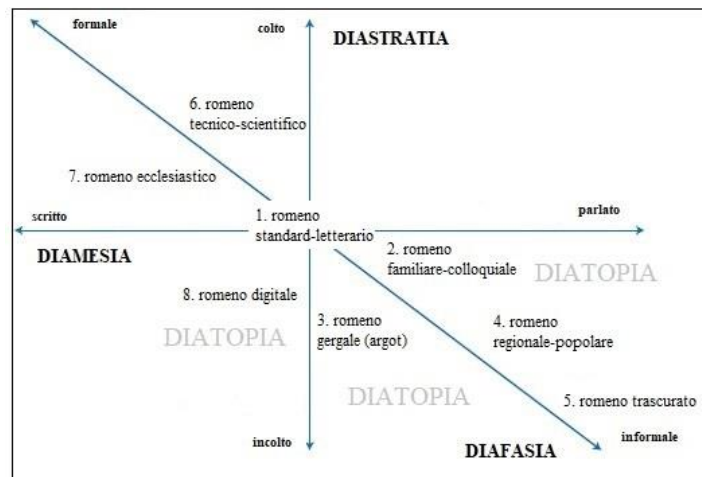 formale
colto
DIASTRATIA
6. romeno
tecnico-scientifico
7. romeno ecclesiastico
scritto
1. romeno
standard-letterario
parlato
DIAMESIA
2. romeno
familiare-colloquiale
DIATOPIA
8. romeno digitale
DIATOPIA
3. romeno
gergale (argot)
4. romeno
regionale-popolare
DIATOPIA
5. romeno trascurato
incolto
DIAFASIA
informale